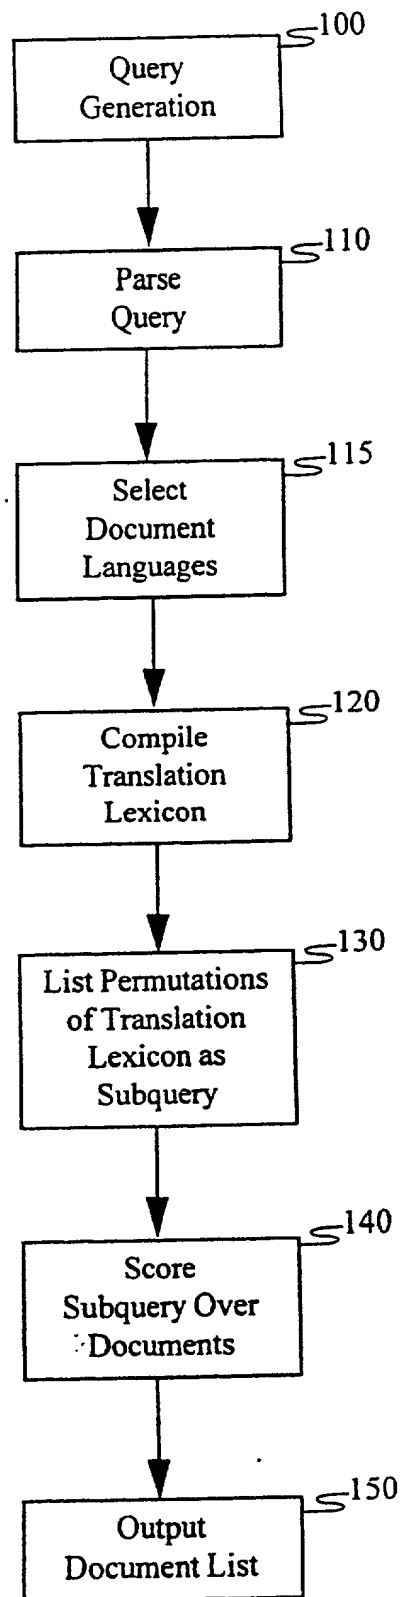 100
Query
Generation
110
Parse
Query
115
Select
Document
Languages
120
Compile
Translation
Lexicon
130
List Permutations
of Translation
Lexicon as
Subquery
140
Score
Subquery Over
Documents
150
Output
Document List